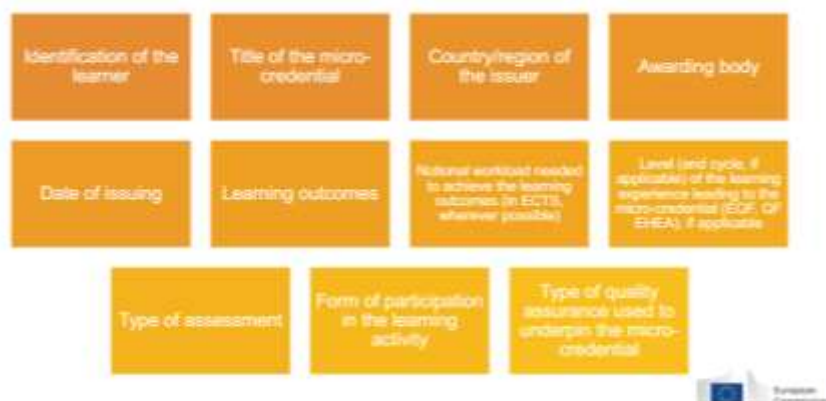 Identification of the
learner
Title of the micro-
credential
Country/region of
the issuer
Awarding body
Date of issuing
Learning outcomes
Notional workload needed
to achieve the learning
outcomes (in ECTS,
wherever possible)
Level (and cycle, if
applicable) of the learning
experience leading to the
micro-credential (EQF, QF
EHEA), if applicable
Type of assessment
Form of participation
in the learning
activity
Type of quality
assurance used to
underpin the micro-
credential
European
Commission